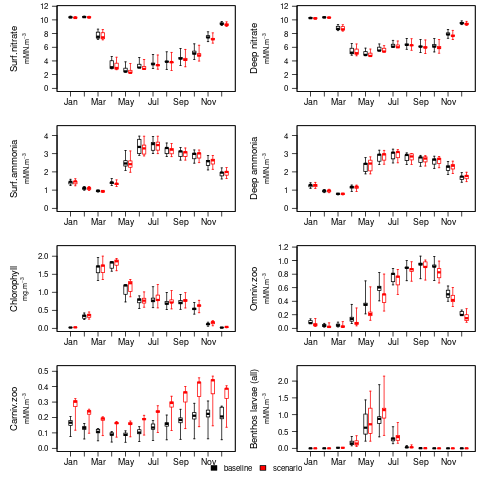 Surf.nitrate
mMN.m-3
12
10
8
6
4
2
0
Jan Mar May Jul Sep Nov
Deep nitrate
mMN.m-3
12
10
8
6
4
2
0
Jan Mar May Jul Sep Nov
Surf.ammonia
mMN.m-3
4
3
2
1
0
Jan Mar May Jul Sep Nov
Deep ammonia
mMN.m-3
4
3
2
1
0
Jan Mar May Jul Sep Nov
Chlorophyll
mg.m-3
2.0
1.5
1.0
0.5
0.0
Jan Mar May Jul Sep Nov
Omniv.zoo
mMN.m-3
1.2
1.0
0.8
0.6
0.4
0.2
0.0
Jan Mar May Jul Sep Nov
Carniv.zoo
mMN.m-3
0.5
0.4
0.3
0.2
0.1
0.0
Jan Mar May Jul Sep Nov
Benthos larvae (all)
mMN.m-3
2.0
1.5
1.0
0.5
0.0
Jan Mar May Jul Sep Nov
baseline scenario